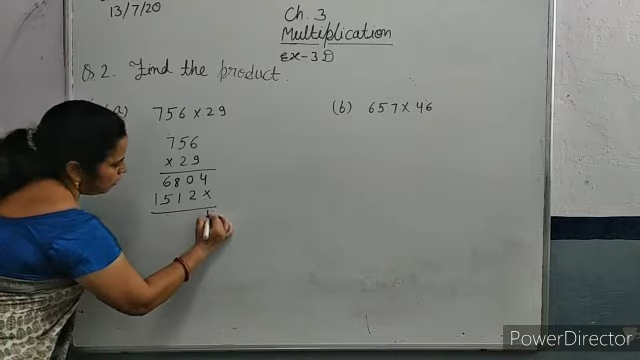 13/7/20
Ch. 3
Multiplication
Ex-3D
Q 2. Find the product.
a) 756 × 29
(b) 657 × 46
756
× 29
6804
1512×
PowerDirector